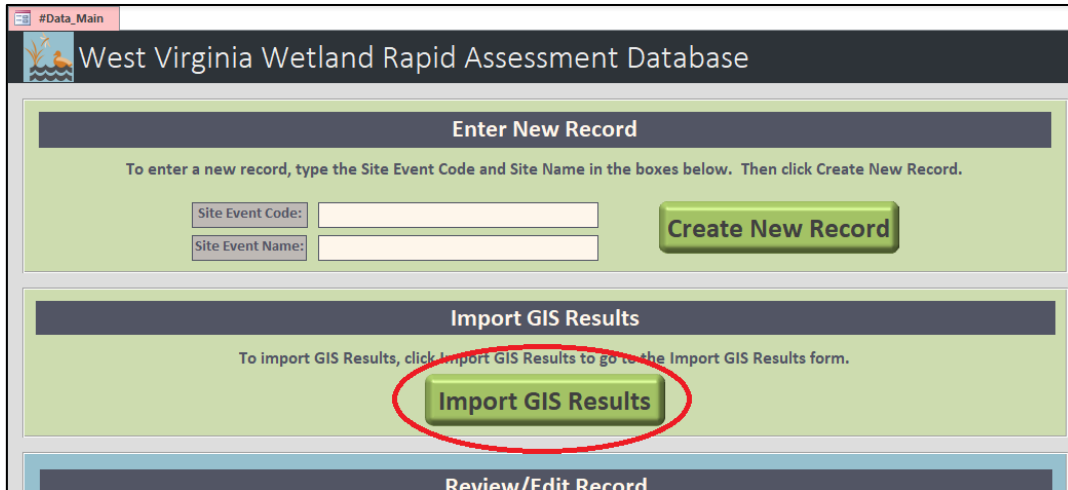 #Data_Main
West Virginia Wetland Rapid Assessment Database
Enter New Record
To enter a new record, type the Site Event Code and Site Name in the boxes below. Then click Create New Record.
Site Event Code:
Create New Record
Site Event Name:
Import GIS Results
To import GIS Results, click Import GIS Results to go to the Import GIS Results form.
Import GIS Results
Review/Edit Record